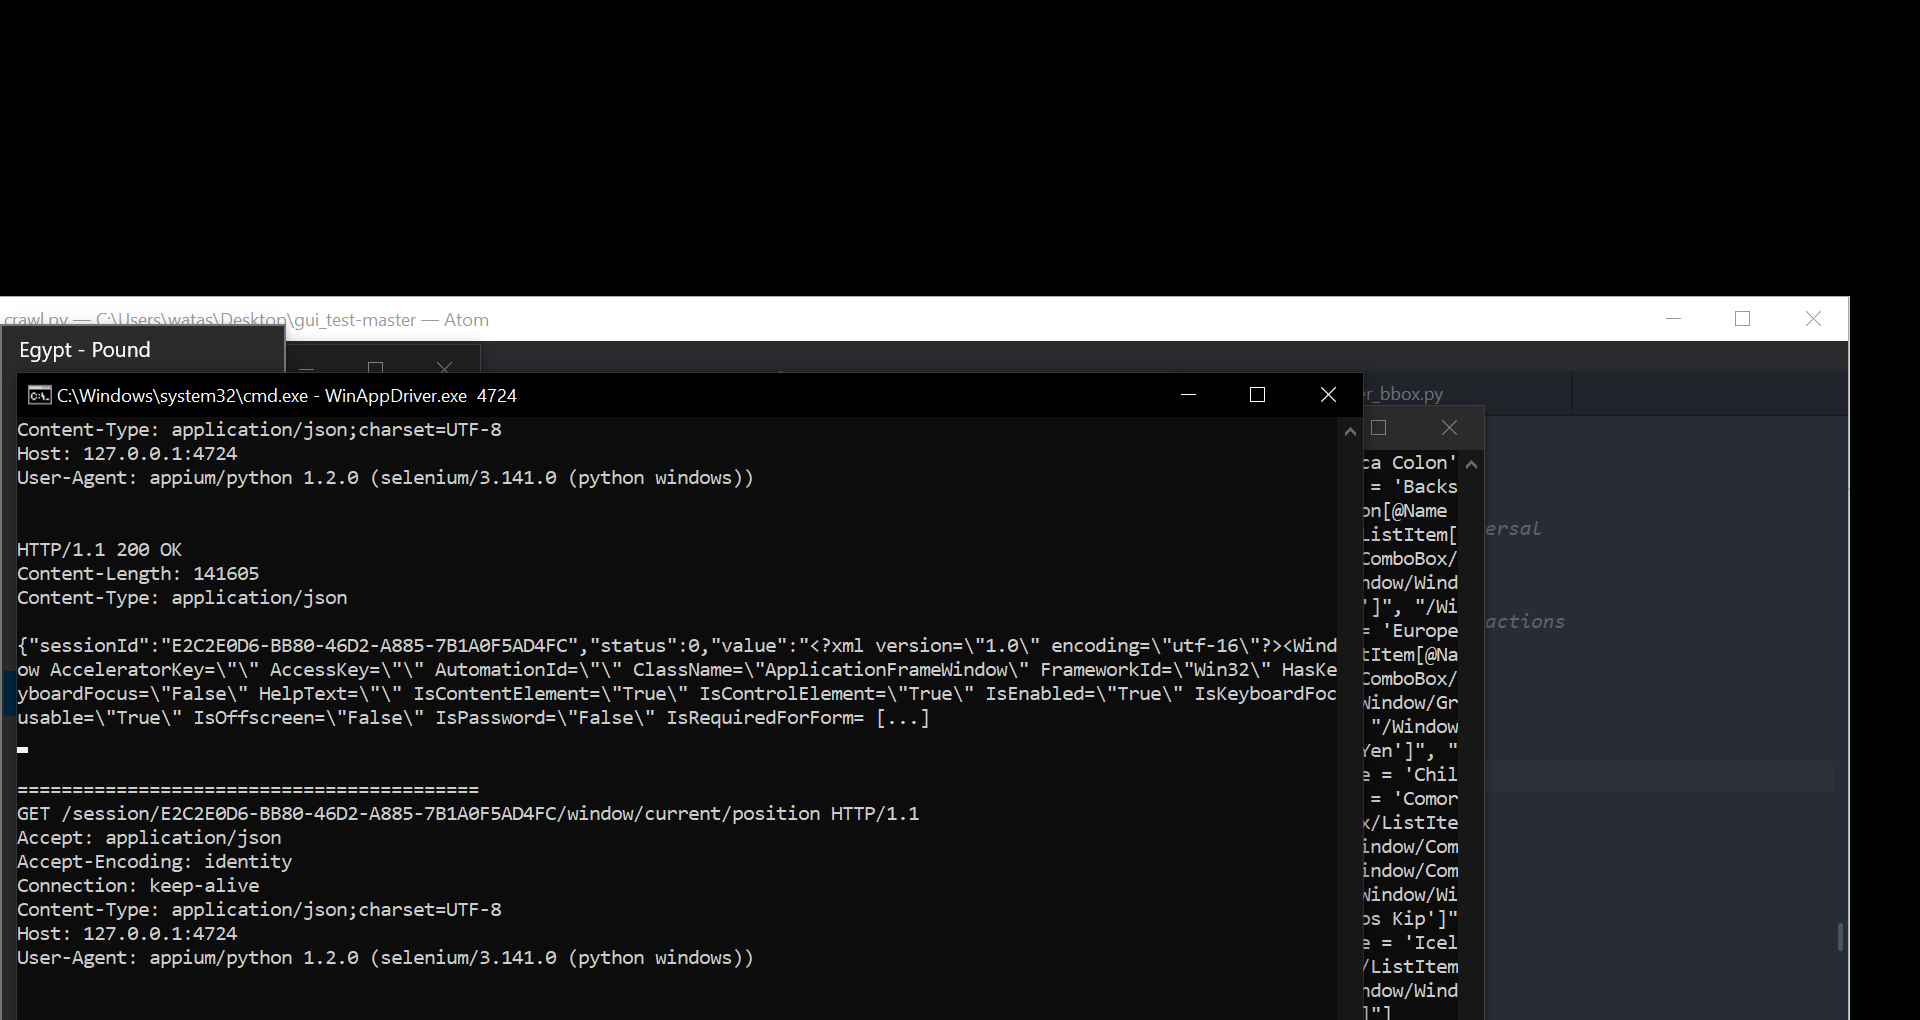 crawl.py — C:\Users\watas\Desktop\gui_test-master — Atom
Egypt - Pound
C:\Windows\system32\cmd.exe - WinAppDriver.exe 4724
er_bbox.py
Content-Type: application/json;charset=UTF-8
Host: 127.0.0.1:4724
User-Agent: appium/python 1.2.0 (selenium/3.141.0 (python windows))
HTTP/1.1 200 OK
Content-Length: 141605
Content-Type: application/json
{"sessionId":"E2C2E0D6-BB80-46D2-A885-7B1A0F5AD4FC","status":0,"value":"<?xml version=\"1.0\" encoding=\"utf-16\"?><Wind
ow AcceleratorKey=\"\" AccessKey=\"\" AutomationId=\"\" ClassName=\"ApplicationFrameWindow\" FrameworkId=\"Win32\" HasKe
yboardFocus=\"False\" HelpText=\"\" IsContentElement=\"True\" IsControlElement=\"True\" IsEnabled=\"True\" IsKeyboardFoc
usable=\"True\" IsOffscreen=\"False\" IsPassword=\"False\" IsRequiredForForm= [...]
==========================================
GET /session/E2C2E0D6-BB80-46D2-A885-7B1A0F5AD4FC/window/current/position HTTP/1.1
Accept: application/json
Accept-Encoding: identity
Connection: keep-alive
Content-Type: application/json;charset=UTF-8
Host: 127.0.0.1:4724
User-Agent: appium/python 1.2.0 (selenium/3.141.0 (python windows))
ca Colon'
= 'Backs
on[@Name
ListItem[
ComboBox/
ndow/Wind
']", "/Wi
= 'Europe
tItem[@Na
ComboBox/
Window/Gr
"/Window
Yen']", "
e = 'Chil
= 'Comor
x/ListIte
indow/Com
indow/Com
Window/Wi
os Kip']"
e = 'Icel
/ListItem
ndow/Wind
]"]
ersal
actions